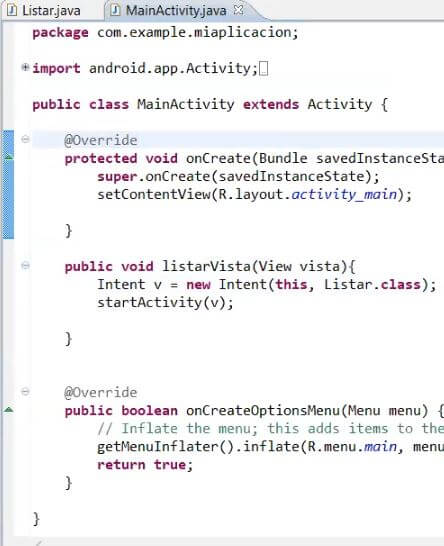 Listar.java MainActivity.java
package com.example.miaplicacion;
import android.app.Activity;
public class MainActivity extends Activity {
@Override
protected void onCreate(Bundle savedInstanceSta
super.onCreate(savedInstanceState);
setContentView(R.layout.activity_main);
}
public void listarVista(View vista){
Intent v = new Intent(this, Listar.class);
startActivity(v);
}
@Override
public boolean onCreateOptionsMenu(Menu menu) {
// Inflate the menu; this adds items to the
getMenuInflater().inflate(R.menu.main, menu
return true;
}
}